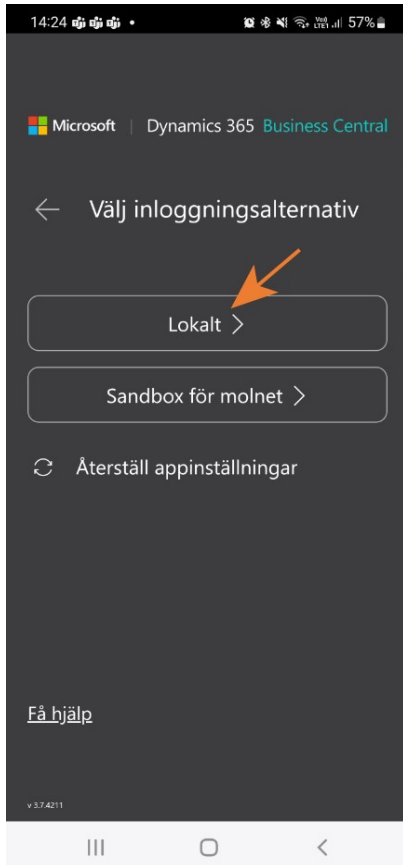 14:24
57%
Microsoft | Dynamics 365 Business Central
Välj inloggningsalternativ
Lokalt
Sandbox för molnet
Återställ appinställningar
Få hjälp
v 3.7.4211